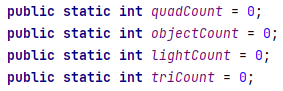 public static int quadCount = 0;
public static int objectCount = 0;
public static int lightCount = 0;
public static int triCount = 0;